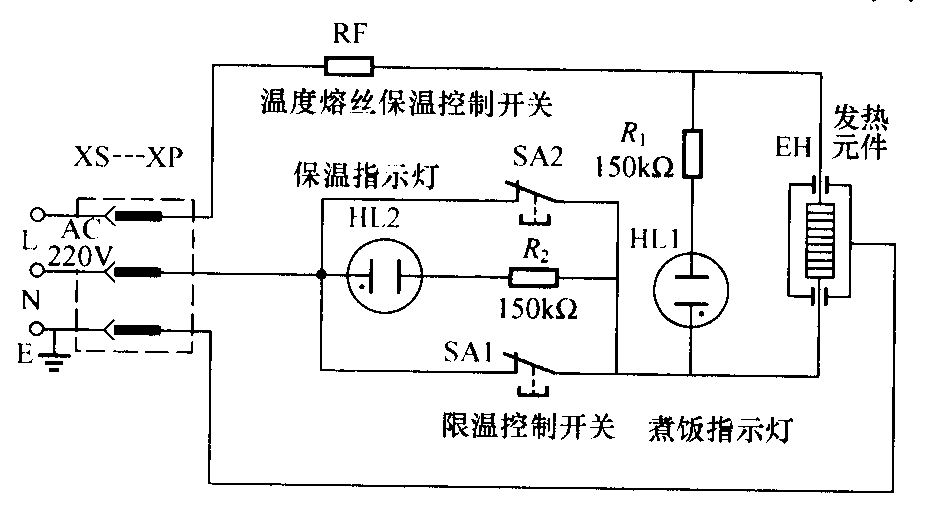 RF
温度熔丝保温控制开关
XS---XP
保温指示灯
SA2
R₁
150kΩ
EH
发热
元件
HL2
HL1
L
AC
220V
R₂
150kΩ
N
SA1
E
限温控制开关
煮饭指示灯